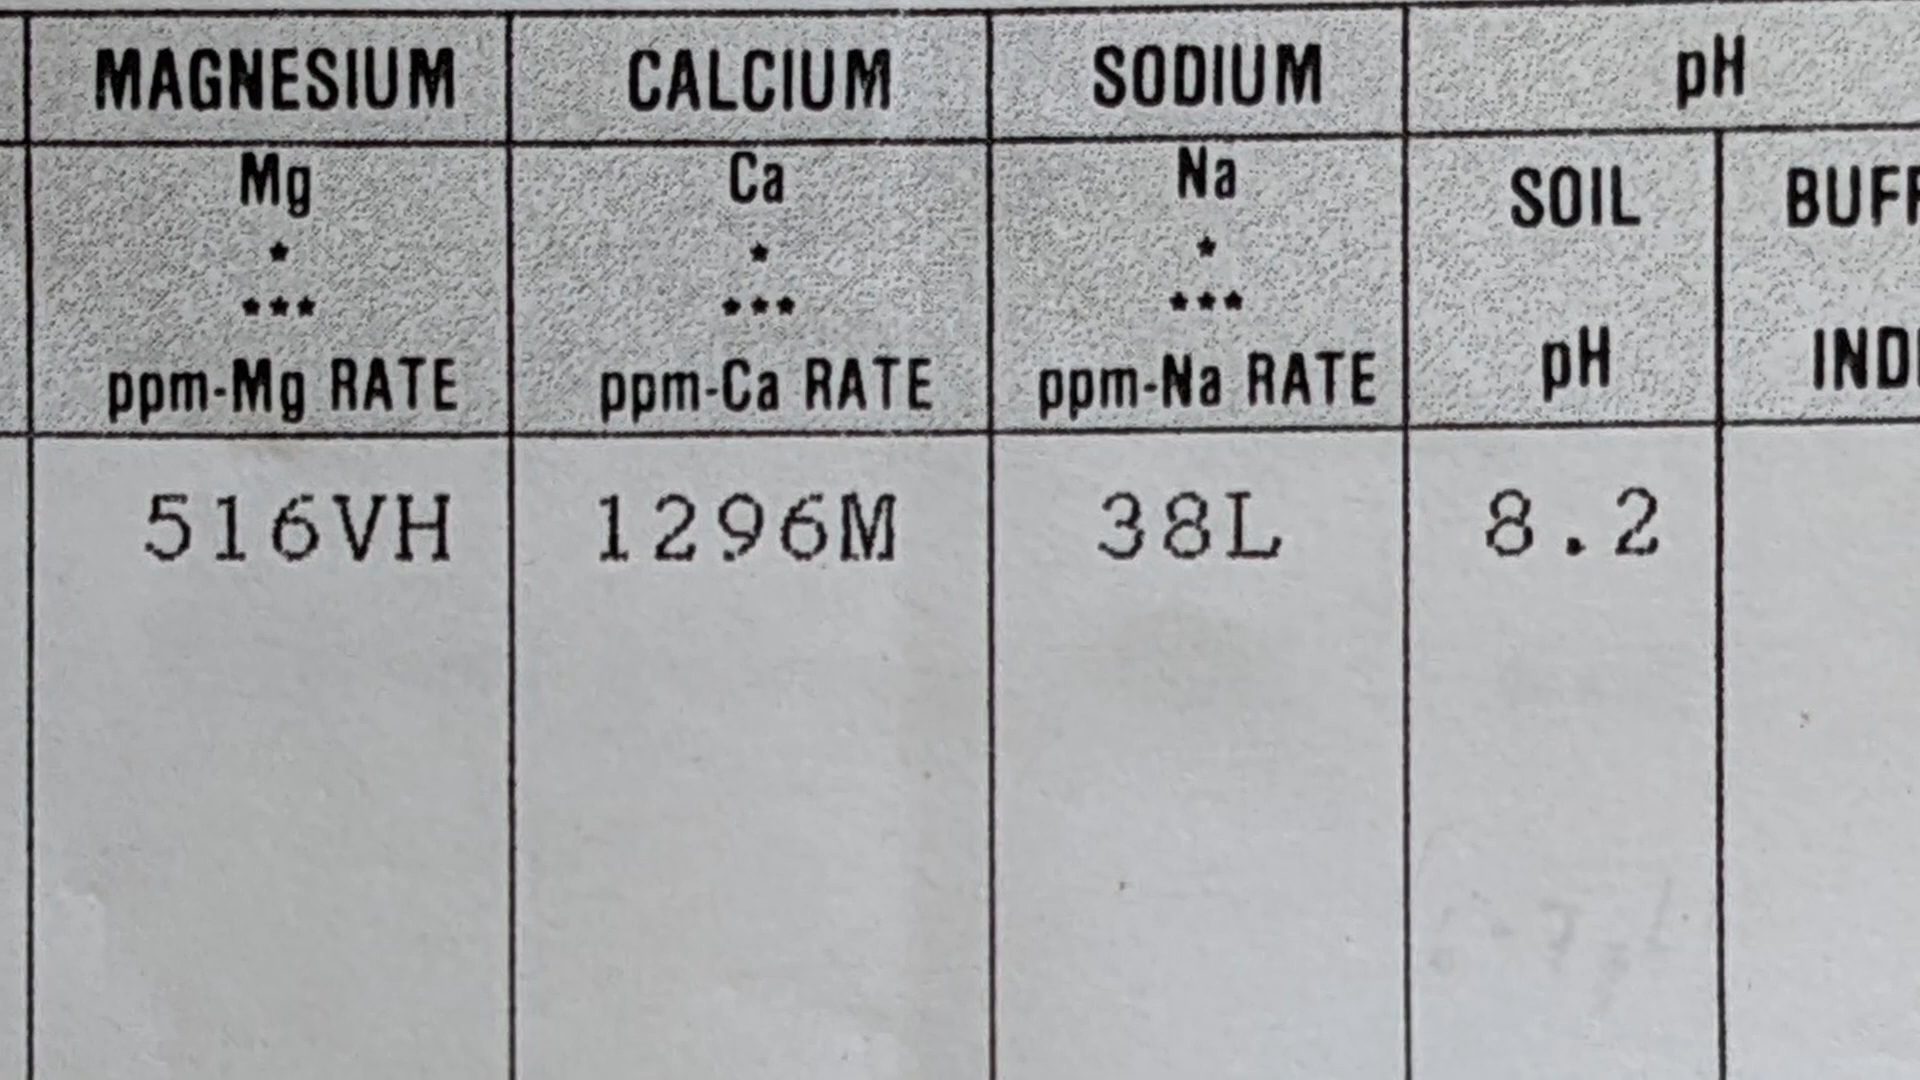 MAGNESIUM CALCIUM SODIUM pH
Mg Ca Na SOIL
* * *
*** *** ***
ppm-Mg RATE ppm-Ca RATE ppm-Na RATE pH
516VH 1296M 38L 8.2